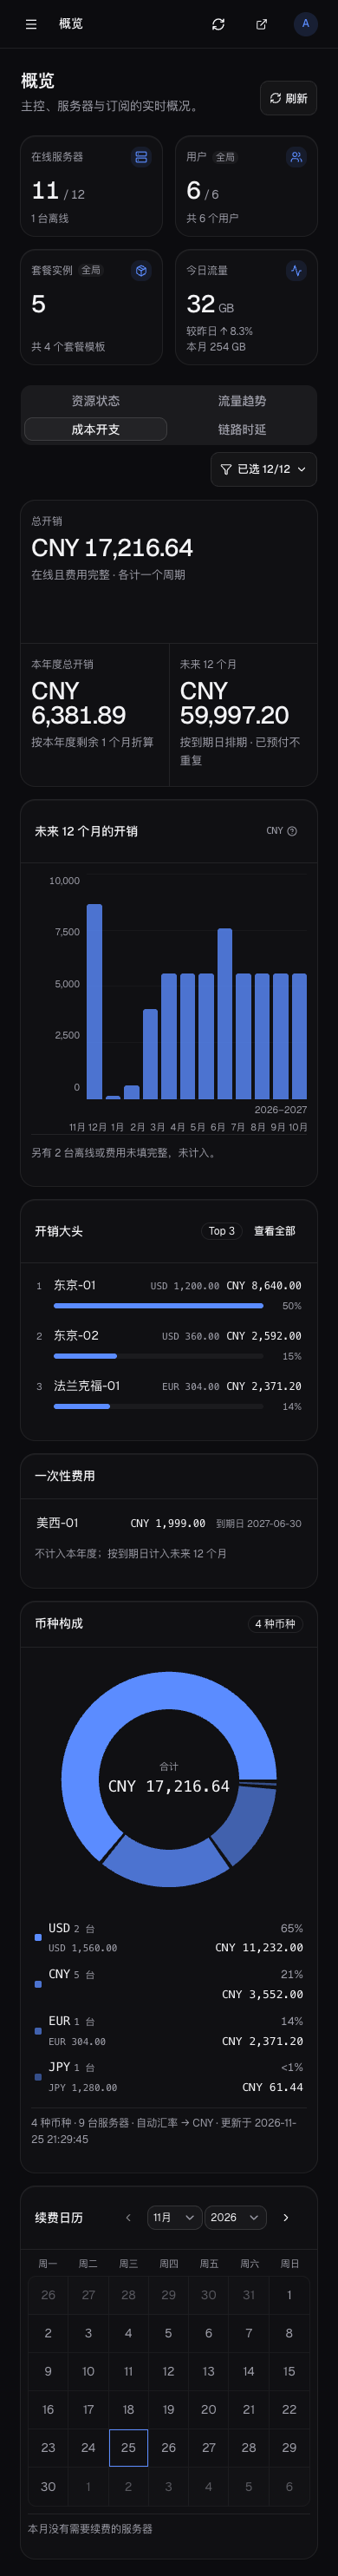 概览
A
概览
主控、服务器与订阅的实时概况。
刷新
在线服务器
11 / 12
1 台离线
用户 全局
6 / 6
共 6 个用户
套餐实例 全局
5
共 4 个套餐模板
今日流量
32 GB
较昨日 ↑ 8.3%
本月 254 GB
资源状态
流量趋势
成本开支
链路时延
已选 12/12
总开销
CNY 17,216.64
在线且费用完整 · 各计一个周期
本年度总开销
CNY
6,381.89
按本年度剩余 1 个月折算
未来 12 个月
CNY
59,997.20
按到期日排期 · 已预付不
重复
未来 12 个月的开销
CNY
10,000
7,500
5,000
2,500
0
2026–2027
11月 12月 1月 2月 3月 4月 5月 6月 7月 8月 9月 10月
另有 2 台离线或费用未填完整，未计入。
开销大头
Top 3
查看全部
1 东京-01 USD 1,200.00 CNY 8,640.00
50%
2 东京-02 USD 360.00 CNY 2,592.00
15%
3 法兰克福-01 EUR 304.00 CNY 2,371.20
14%
一次性费用
美西-01 CNY 1,999.00 到期日 2027-06-30
不计入本年度；按到期日计入未来 12 个月
币种构成
4 种币种
合计
CNY 17,216.64
USD 2 台 65%
USD 1,560.00 CNY 11,232.00
CNY 5 台 21%
CNY 3,552.00
EUR 1 台 14%
EUR 304.00 CNY 2,371.20
JPY 1 台 <1%
JPY 1,280.00 CNY 61.44
4 种币种 · 9 台服务器 · 自动汇率 → CNY · 更新于 2026-11-
25 21:29:45
续费日历
11月
2026
周一 周二 周三 周四 周五 周六 周日
26 27 28 29 30 31 1
2 3 4 5 6 7 8
9 10 11 12 13 14 15
16 17 18 19 20 21 22
23 24 25 26 27 28 29
30 1 2 3 4 5 6
本月没有需要续费的服务器